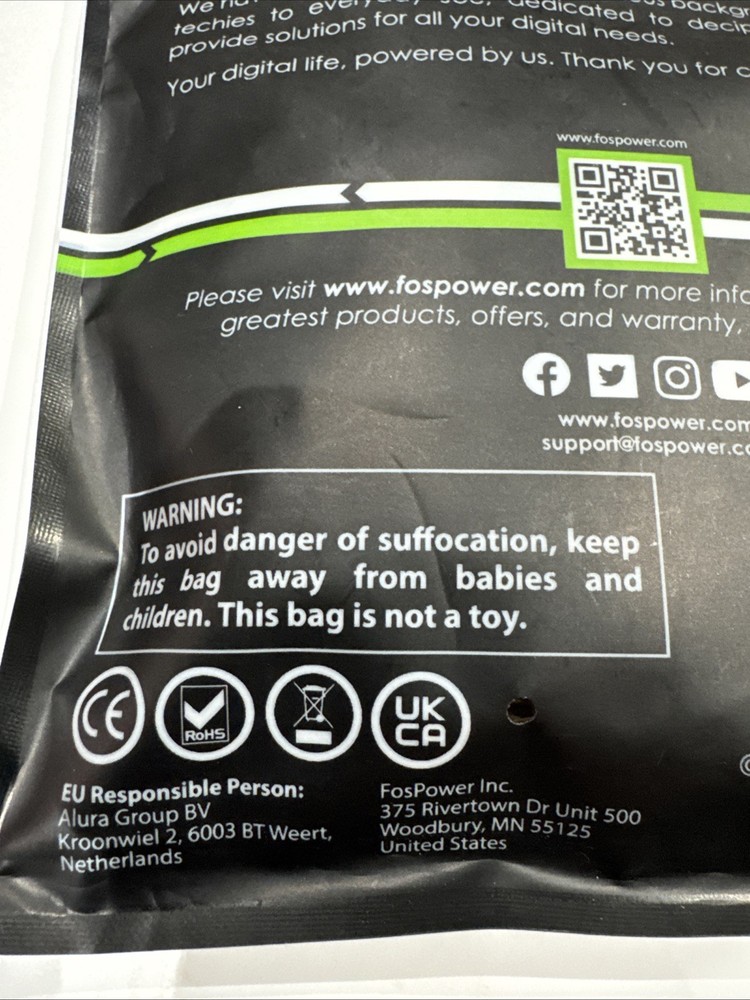 techies to
dedicated to
provide solutions for all your digital needs.
Your digital life, powered by us. Thank you for
www.fospower.com
Please visit www.fospower.com for more
greatest products, offers, and warranty,
www.fospower.com
support@fospower.
WARNING:
To avoid danger of suffocation, keep
this bag away from babies and
children. This bag is not a toy.
CE RoHS UK CA
EU Responsible Person:
Alura Group BV
Kroonwiel 2, 6003 BT Weert,
Netherlands
FosPower Inc.
375 Rivertown Dr Unit 500
Woodbury, MN 55125
United States